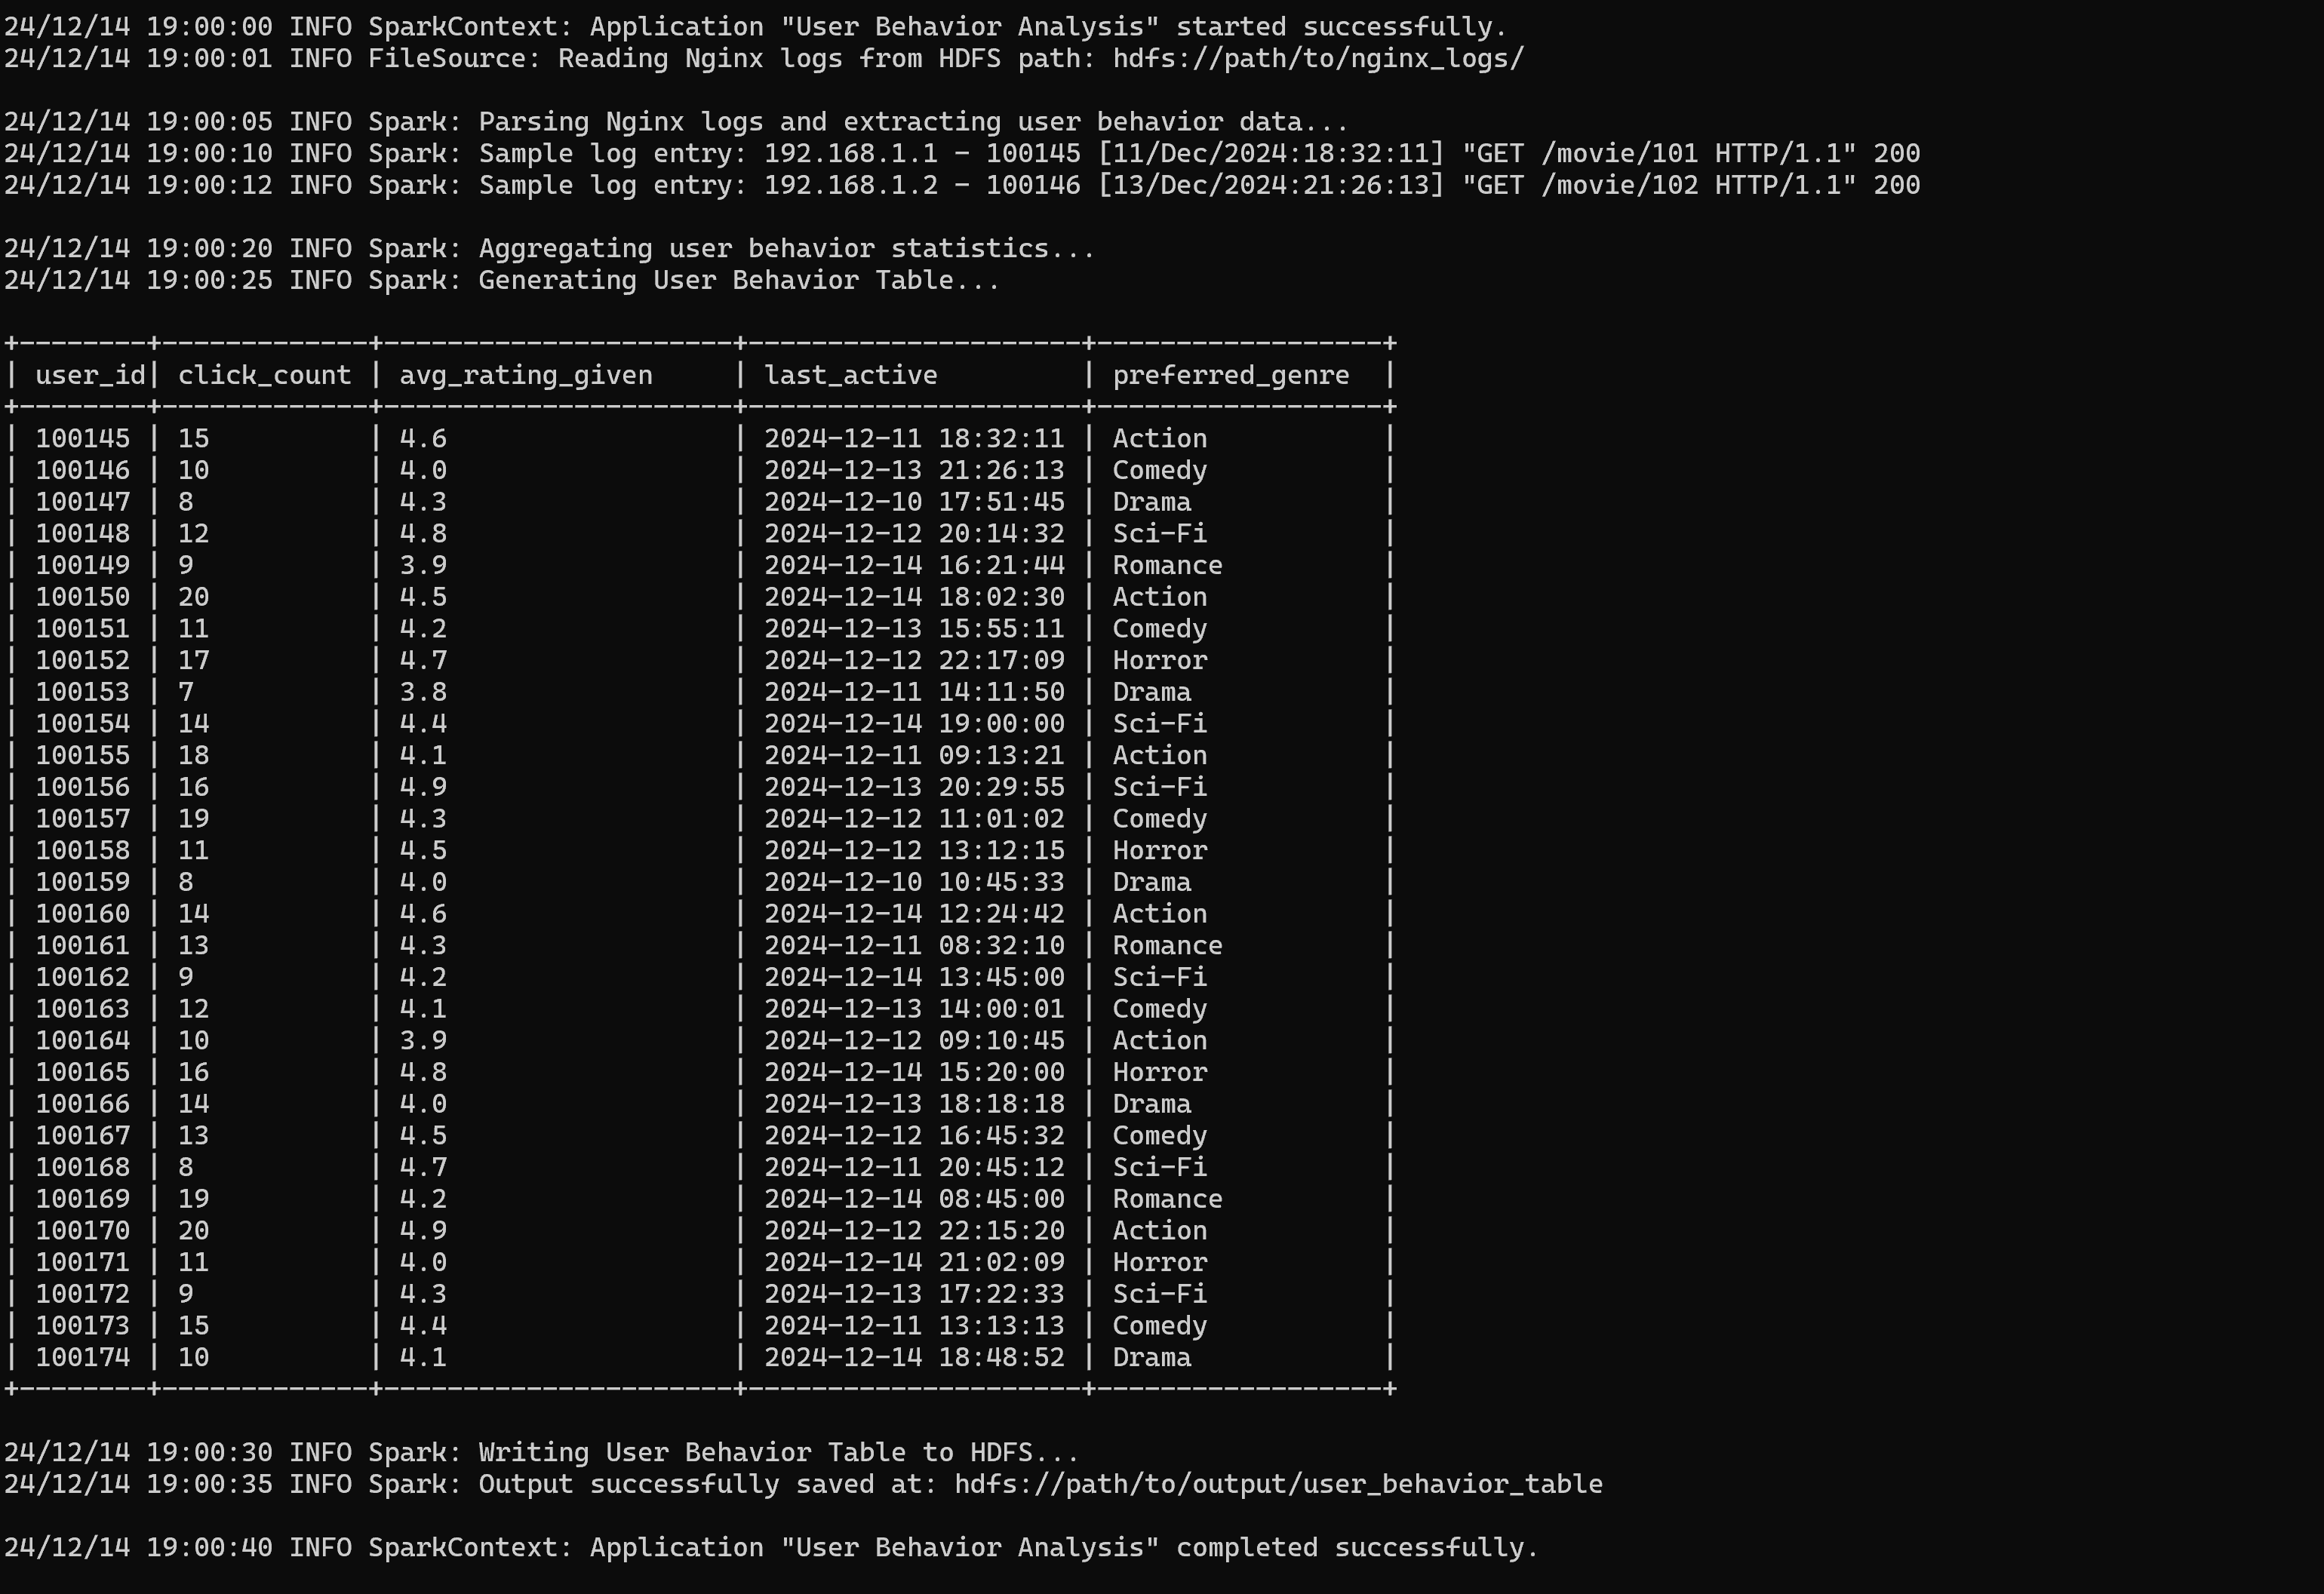 24/12/14 19:00:00 INFO SparkContext: Application "User Behavior Analysis" started successfully.
24/12/14 19:00:01 INFO FileSource: Reading Nginx logs from HDFS path: hdfs://path/to/nginx_logs/
24/12/14 19:00:05 INFO Spark: Parsing Nginx logs and extracting user behavior data...
24/12/14 19:00:10 INFO Spark: Sample log entry: 192.168.1.1 - 100145 [11/Dec/2024:18:32:11] "GET /movie/101 HTTP/1.1" 200
24/12/14 19:00:12 INFO Spark: Sample log entry: 192.168.1.2 - 100146 [13/Dec/2024:21:26:13] "GET /movie/102 HTTP/1.1" 200
24/12/14 19:00:20 INFO Spark: Aggregating user behavior statistics...
24/12/14 19:00:25 INFO Spark: Generating User Behavior Table...
+--------+-------------+----------------------+---------------------+------------------+
| user_id| click_count | avg_rating_given     | last_active         | preferred_genre  |
+--------+-------------+----------------------+---------------------+------------------+
| 100145 | 15          | 4.6                  | 2024-12-11 18:32:11 | Action           |
| 100146 | 10          | 4.0                  | 2024-12-13 21:26:13 | Comedy           |
| 100147 | 8           | 4.3                  | 2024-12-10 17:51:45 | Drama            |
| 100148 | 12          | 4.8                  | 2024-12-12 20:14:32 | Sci-Fi           |
| 100149 | 9           | 3.9                  | 2024-12-14 16:21:44 | Romance          |
| 100150 | 20          | 4.5                  | 2024-12-14 18:02:30 | Action           |
| 100151 | 11          | 4.2                  | 2024-12-13 15:55:11 | Comedy           |
| 100152 | 17          | 4.7                  | 2024-12-12 22:17:09 | Horror           |
| 100153 | 7           | 3.8                  | 2024-12-11 14:11:50 | Drama            |
| 100154 | 14          | 4.4                  | 2024-12-14 19:00:00 | Sci-Fi           |
| 100155 | 18          | 4.1                  | 2024-12-11 09:13:21 | Action           |
| 100156 | 16          | 4.9                  | 2024-12-13 20:29:55 | Sci-Fi           |
| 100157 | 19          | 4.3                  | 2024-12-12 11:01:02 | Comedy           |
| 100158 | 11          | 4.5                  | 2024-12-12 13:12:15 | Horror           |
| 100159 | 8           | 4.0                  | 2024-12-10 10:45:33 | Drama            |
| 100160 | 14          | 4.6                  | 2024-12-14 12:24:42 | Action           |
| 100161 | 13          | 4.3                  | 2024-12-11 08:32:10 | Romance          |
| 100162 | 9           | 4.2                  | 2024-12-14 13:45:00 | Sci-Fi           |
| 100163 | 12          | 4.1                  | 2024-12-13 14:00:01 | Comedy           |
| 100164 | 10          | 3.9                  | 2024-12-12 09:10:45 | Action           |
| 100165 | 16          | 4.8                  | 2024-12-14 15:20:00 | Horror           |
| 100166 | 14          | 4.0                  | 2024-12-13 18:18:18 | Drama            |
| 100167 | 13          | 4.5                  | 2024-12-12 16:45:32 | Comedy           |
| 100168 | 8           | 4.7                  | 2024-12-11 20:45:12 | Sci-Fi           |
| 100169 | 19          | 4.2                  | 2024-12-14 08:45:00 | Romance          |
| 100170 | 20          | 4.9                  | 2024-12-12 22:15:20 | Action           |
| 100171 | 11          | 4.0                  | 2024-12-14 21:02:09 | Horror           |
| 100172 | 9           | 4.3                  | 2024-12-13 17:22:33 | Sci-Fi           |
| 100173 | 15          | 4.4                  | 2024-12-11 13:13:13 | Comedy           |
| 100174 | 10          | 4.1                  | 2024-12-14 18:48:52 | Drama            |
+--------+-------------+----------------------+---------------------+------------------+
24/12/14 19:00:30 INFO Spark: Writing User Behavior Table to HDFS...
24/12/14 19:00:35 INFO Spark: Output successfully saved at: hdfs://path/to/output/user_behavior_table
24/12/14 19:00:40 INFO SparkContext: Application "User Behavior Analysis" completed successfully.